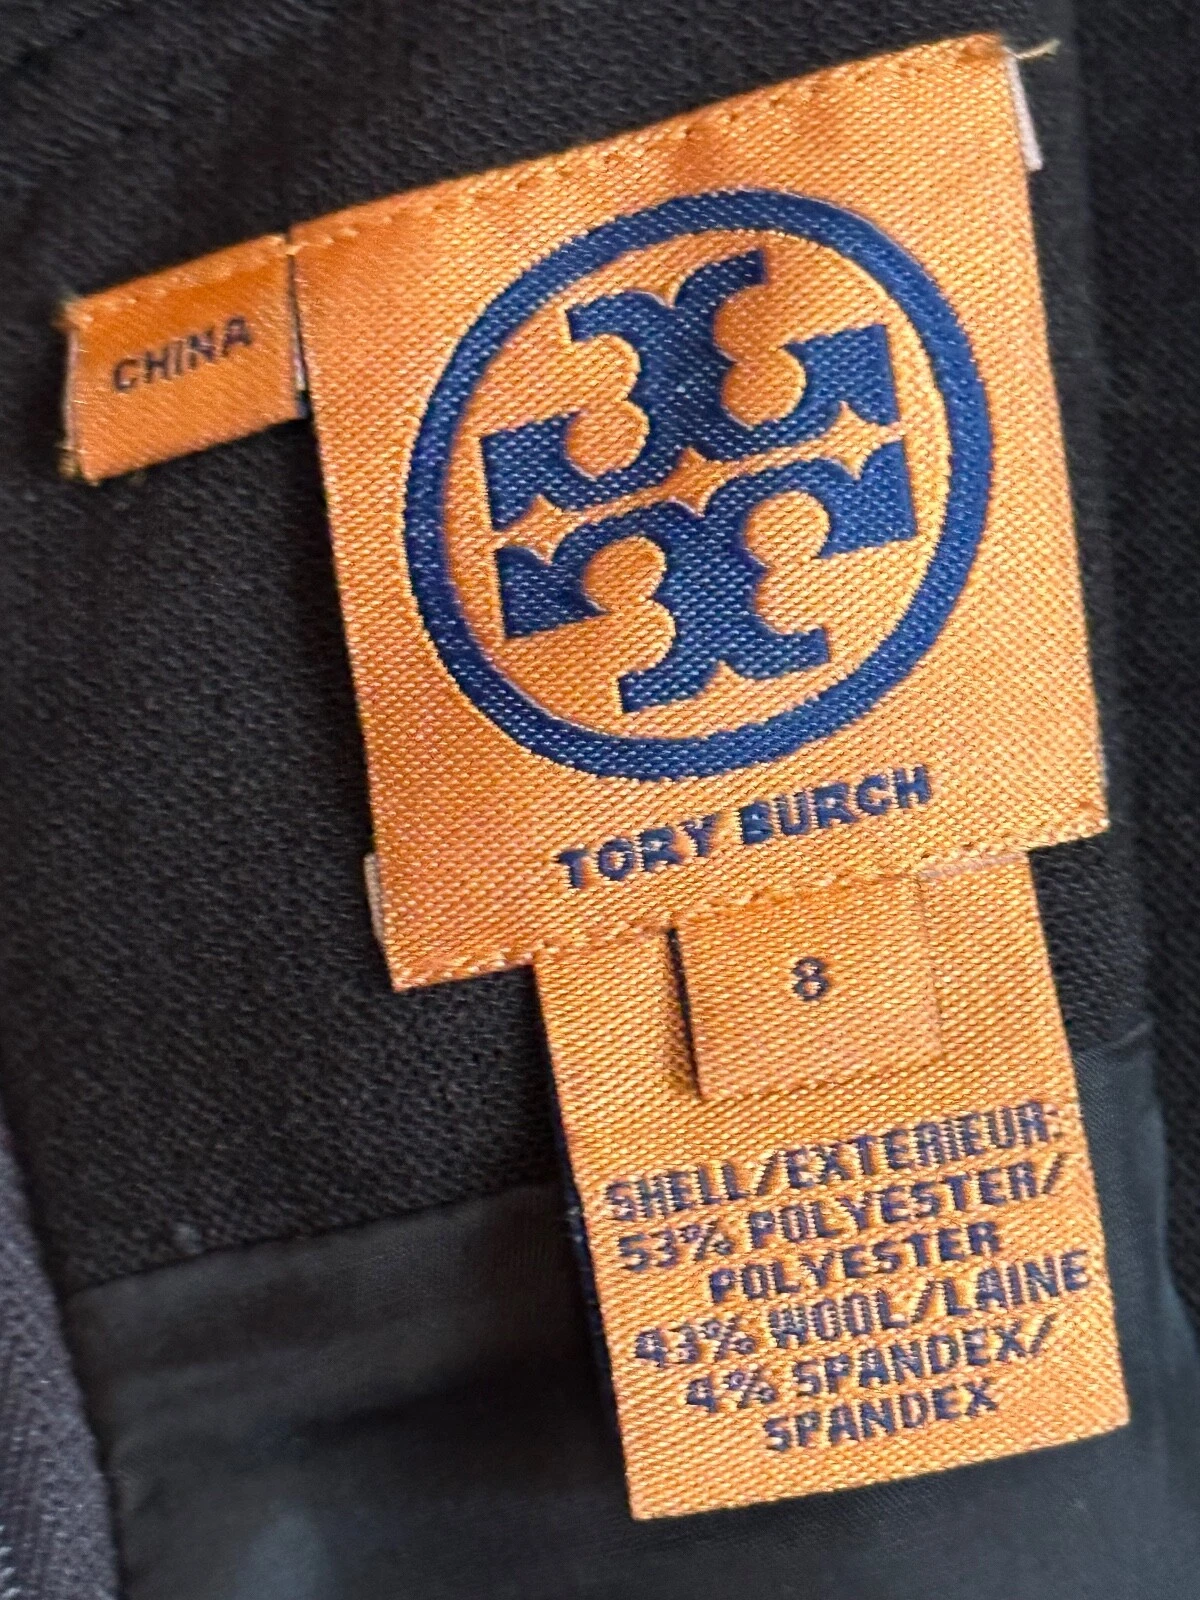 CHINA
TORY BURCH
8
SHELL/EXTERIEUR:
53% POLYESTER/
POLYESTER
43% WOOL/LAINE
4% SPANDEX/
SPANDEX